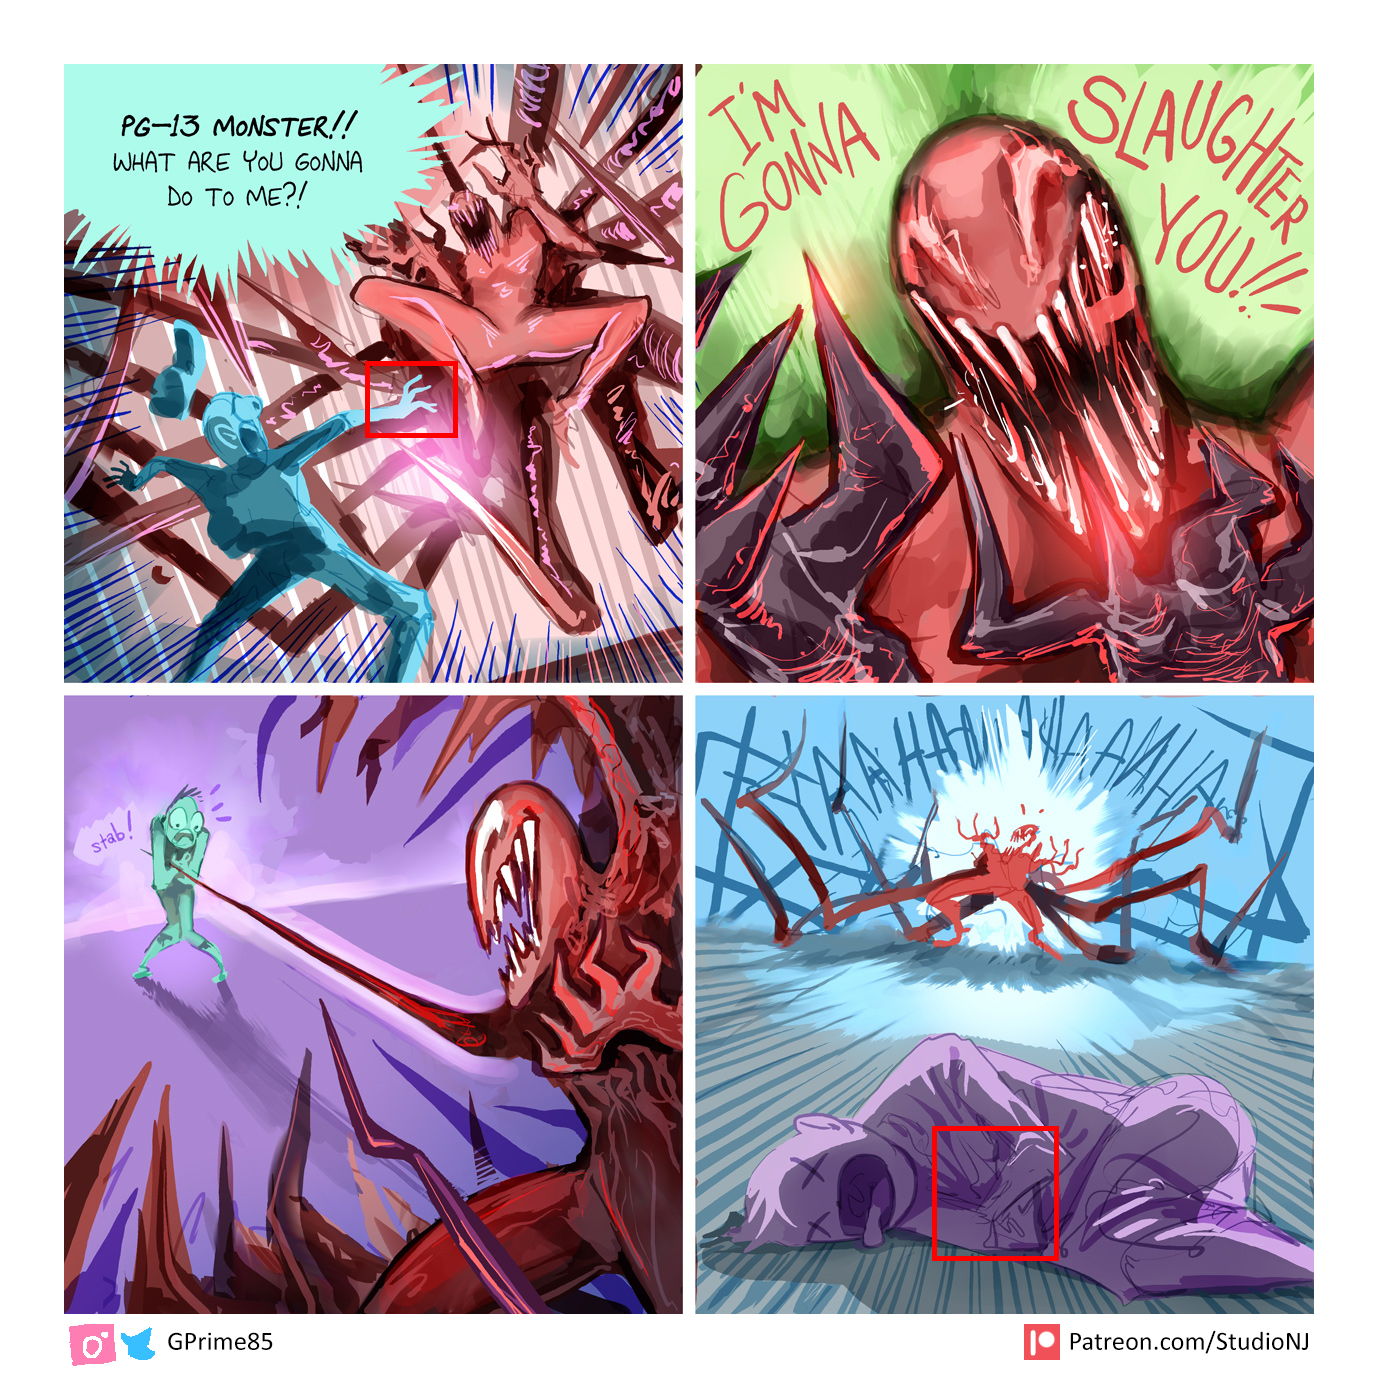 PG-13 MONSTER!!
WHAT ARE YOU GONNA
DO TO ME?!
I'M
GONNA
SLAUGHTER
YOU!!
stab!
GPrime85
Patreon.com/StudioNJ